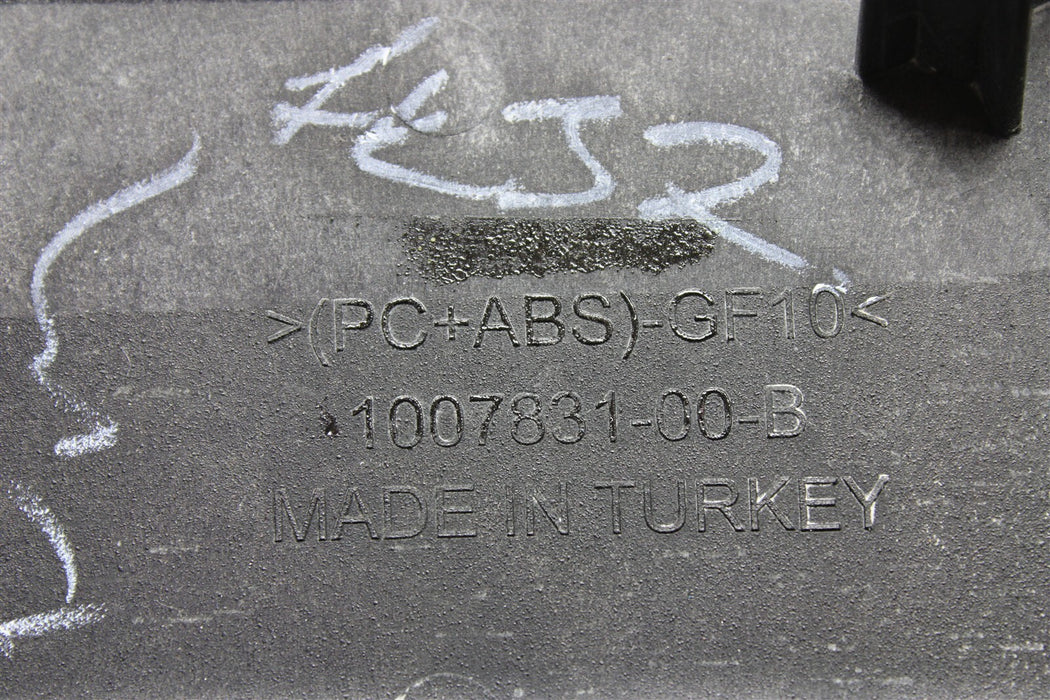 >(PC+ABS)-GF10<
1007831-00-B
MADE IN TURKEY